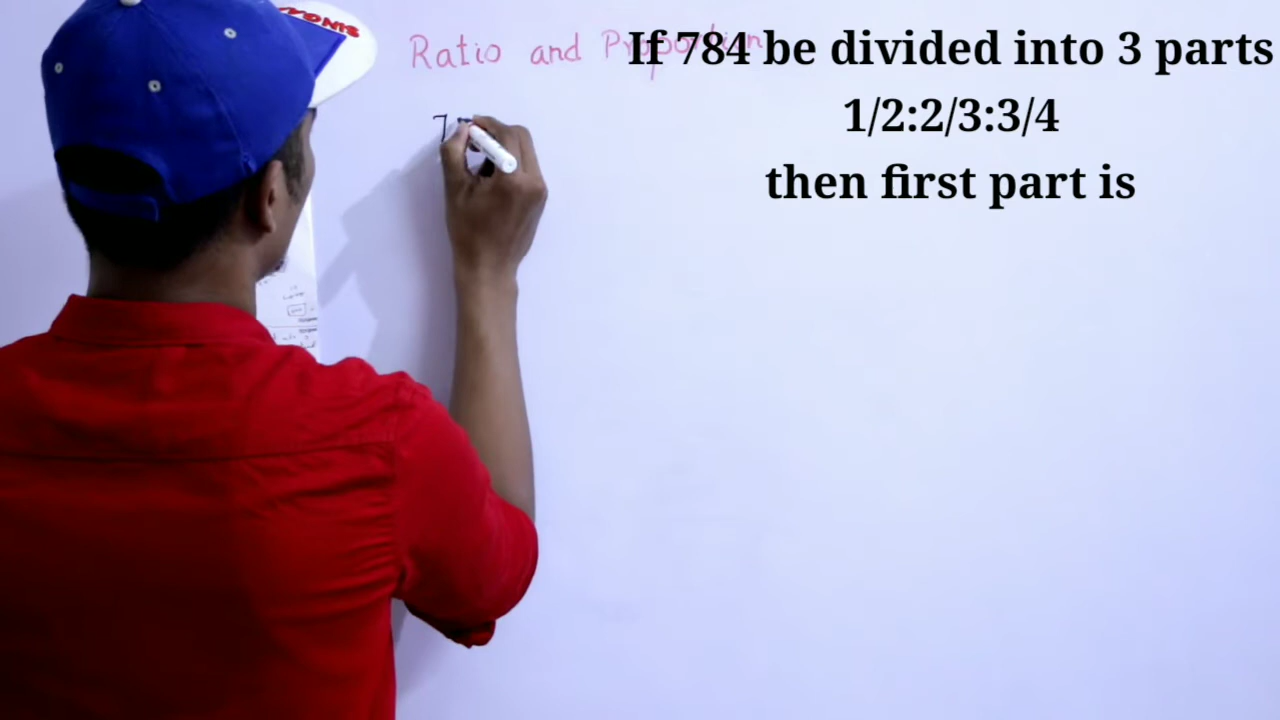 Ratio and Proportion
If 784 be divided into 3 parts
1/2:2/3:3/4
then first part is
7